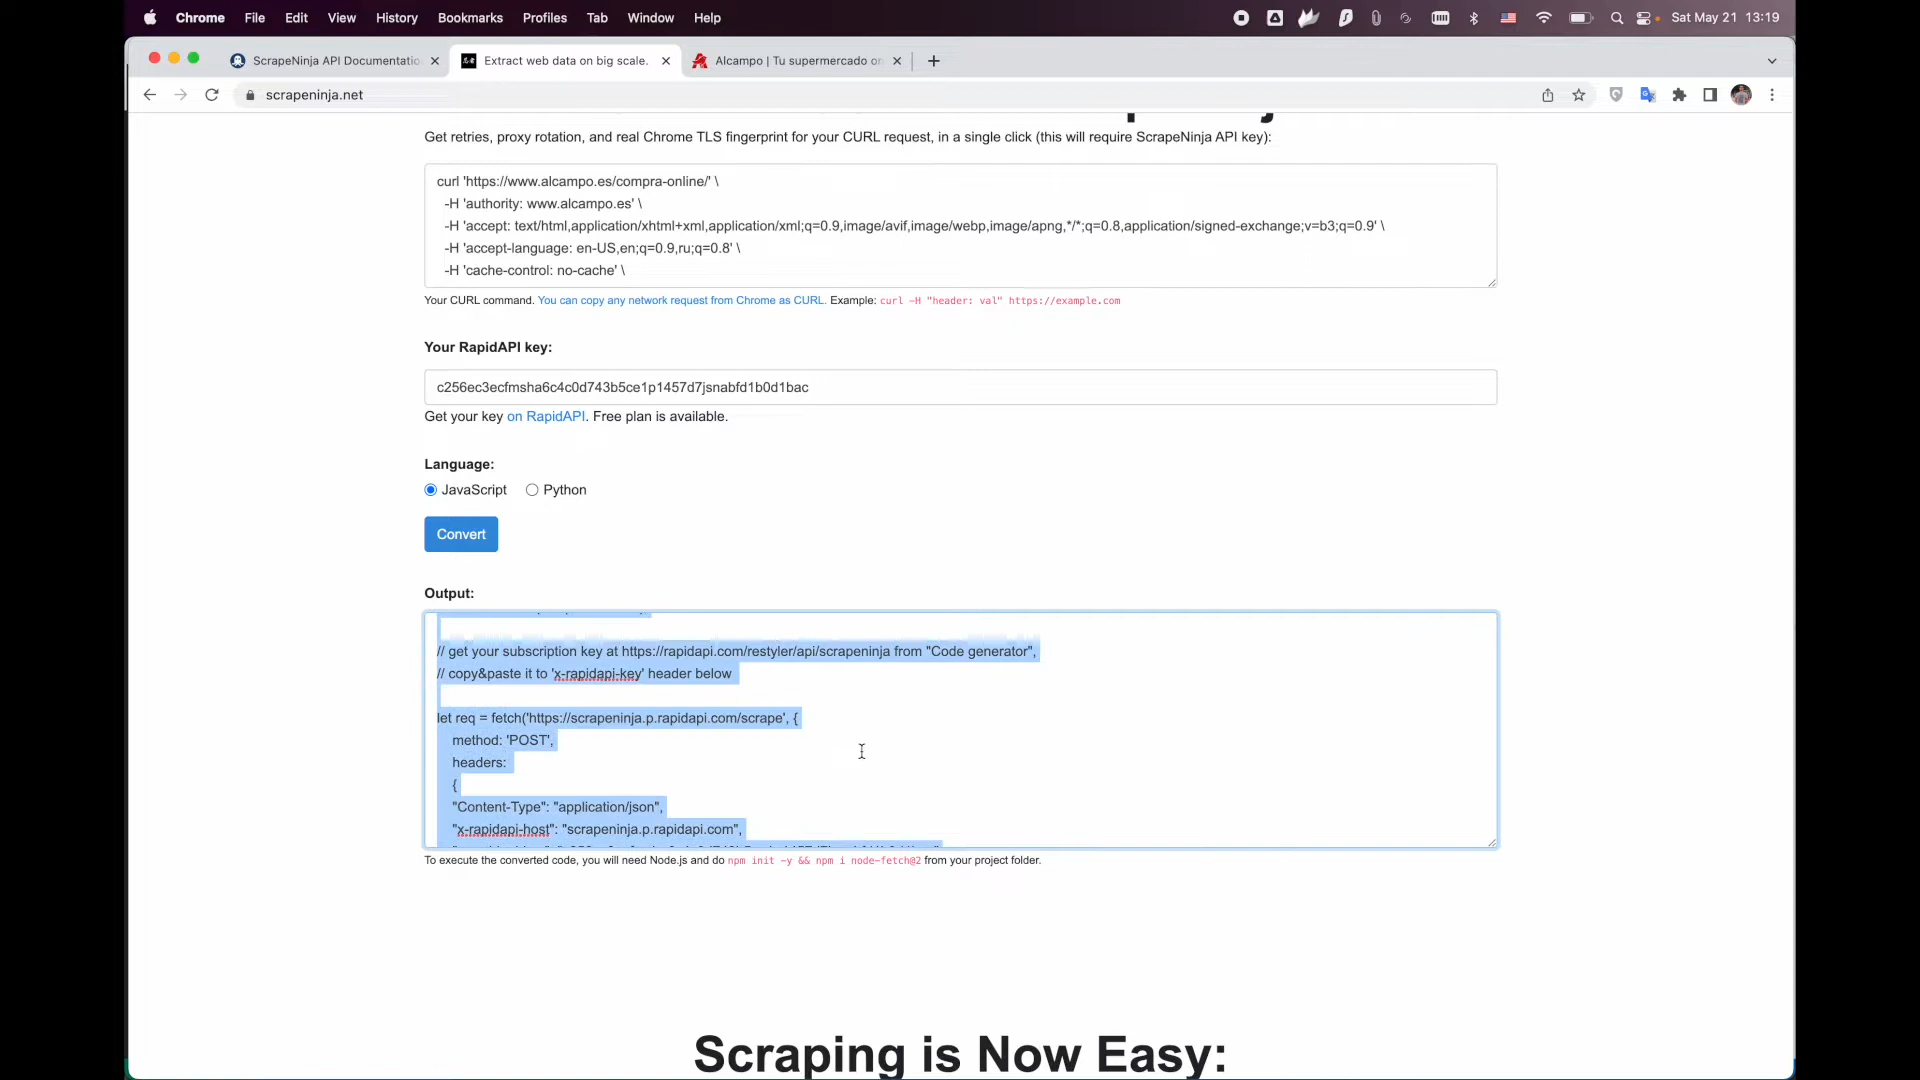 Chrome File Edit View History Bookmarks Profiles Tab Window Help Sat May 21 13:19
ScrapeNinja API Documentatio Extract web data on big scale. Alcampo | Tu supermercado on
scrapeninja.net
Get retries, proxy rotation, and real Chrome TLS fingerprint for your CURL request, in a single click (this will require ScrapeNinja API key):
curl 'https://www.alcampo.es/compra-online/' \
-H 'authority: www.alcampo.es' \
-H 'accept: text/html,application/xhtml+xml,application/xml;q=0.9,image/avif,image/webp,image/apng,*/*;q=0.8,application/signed-exchange;v=b3;q=0.9' \
-H 'accept-language: en-US,en;q=0.9,ru;q=0.8' \
-H 'cache-control: no-cache' \
Your CURL command. You can copy any network request from Chrome as CURL. Example: curl -H "header: val" https://example.com
Your RapidAPI key:
c256ec3ecfmsha6c4c0d743b5ce1p1457d7jsnabfd1b0d1bac
Get your key on RapidAPI. Free plan is available.
Language:
JavaScript Python
Convert
Output:
// get your subscription key at https://rapidapi.com/restyler/api/scrapeninja from "Code generator",
// copy&paste it to 'x-rapidapi-key' header below
let req = fetch('https://scrapeninja.p.rapidapi.com/scrape', {
method: 'POST',
headers:
{
"Content-Type": "application/json",
"x-rapidapi-host": "scrapeninja.p.rapidapi.com",
To execute the converted code, you will need Node.js and do npm init -y && npm i node-fetch@2 from your project folder.
Scraping is Now Easy: